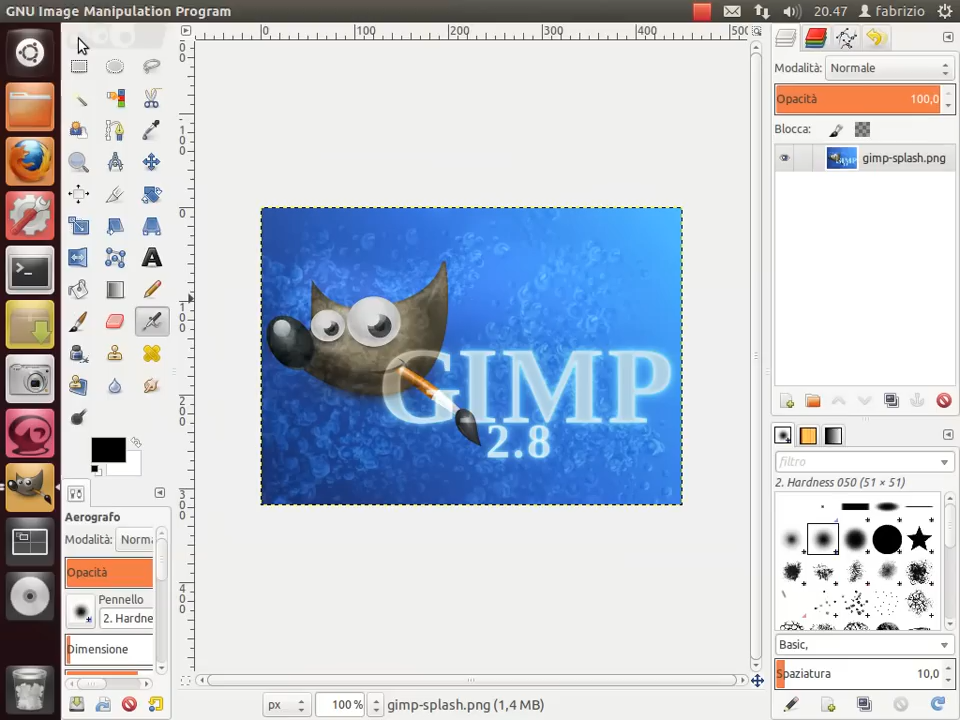 GNU Image Manipulation Program
20.47
fabrizio
0 100 200 300 400 500
Modalità: Normale
Opacità 100,0
Blocca:
gimp-splash.png
GIMP
2.8
filtro
2. Hardness 050 (51 × 51)
Aerografo
Modalità: Norma
Opacità
Pennello
2. Hardne
Dimensione
Basic,
Spaziatura 10,0
px 100 % gimp-splash.png (1,4 MB)